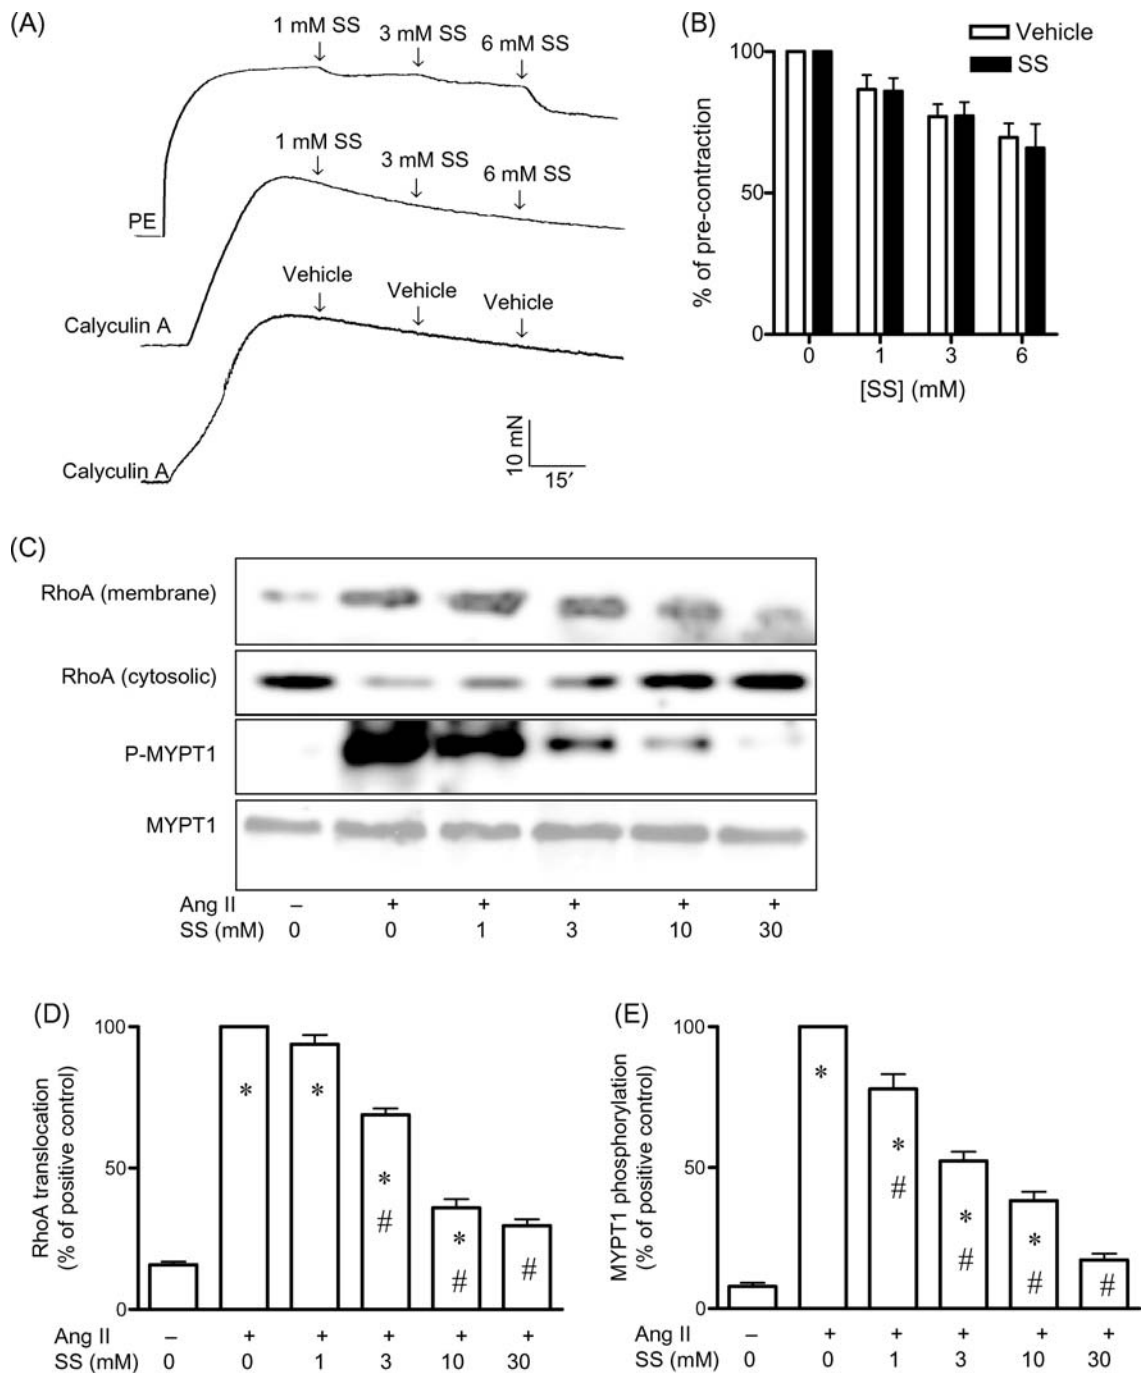 (A)
1 mM SS
3 mM SS
6 mM SS
PE
1 mM SS
3 mM SS
6 mM SS
Calyculin A
Vehicle
Vehicle
Vehicle
Calyculin A
10 mN
15′
(B)
Vehicle
SS
% of pre-contraction
100
50
0
0 1 3 6
[SS] (mM)
(C)
RhoA (membrane)
RhoA (cytosolic)
P-MYPT1
MYPT1
Ang II – + + + + +
SS (mM) 0 0 1 3 10 30
(D)
RhoA translocation
(% of positive control)
100
50
0
* * * * 
# # #
Ang II – + + + + +
SS (mM) 0 0 1 3 10 30
(E)
MYPT1 phosphorylation
(% of positive control)
100
50
0
* * * *
# # # #
Ang II – + + + + +
SS (mM) 0 0 1 3 10 30